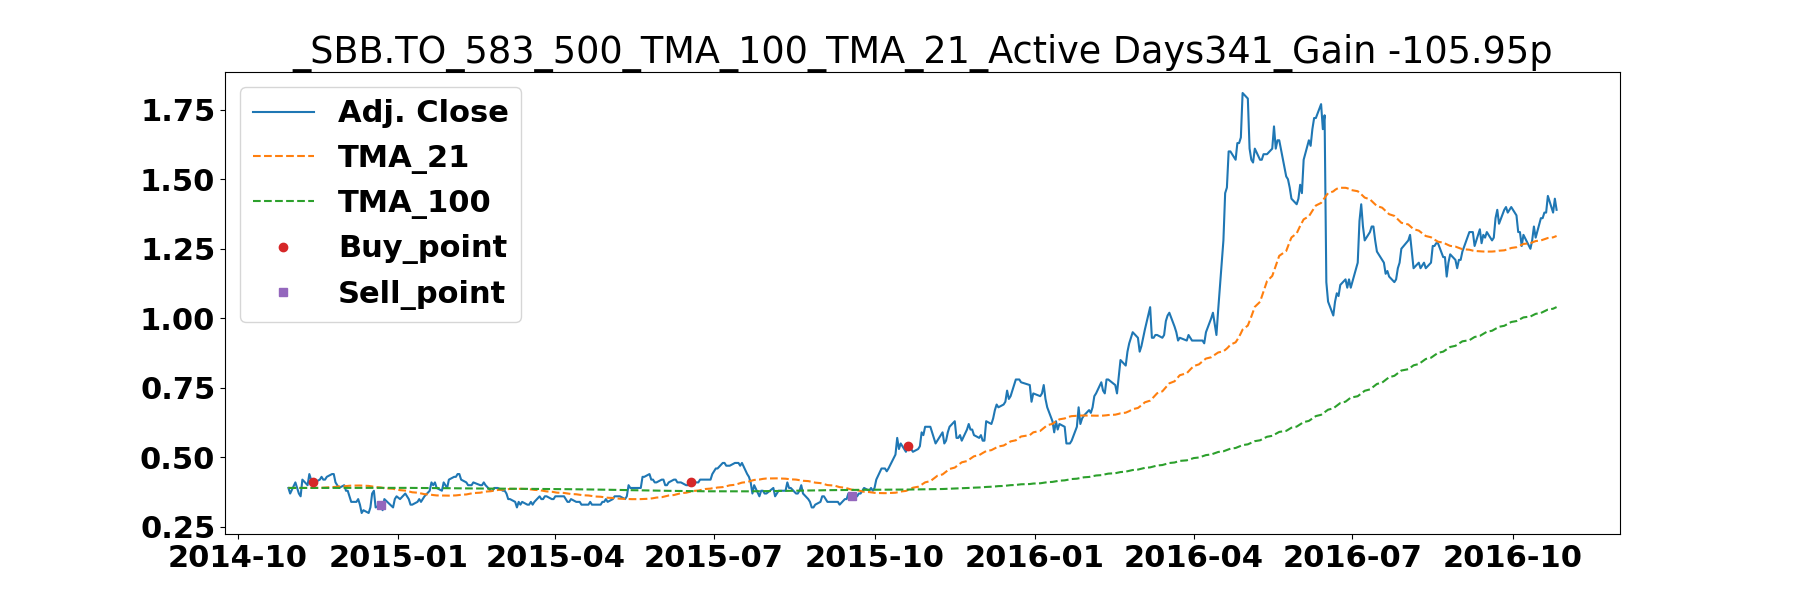 _SBB.TO_583_500_TMA_100_TMA_21_Active Days341_Gain -105.95p
1.75
1.50
1.25
1.00
0.75
0.50
0.25
Adj. Close
TMA_21
TMA_100
Buy_point
Sell_point
2014-10 2015-01 2015-04 2015-07 2015-10 2016-01 2016-04 2016-07 2016-10